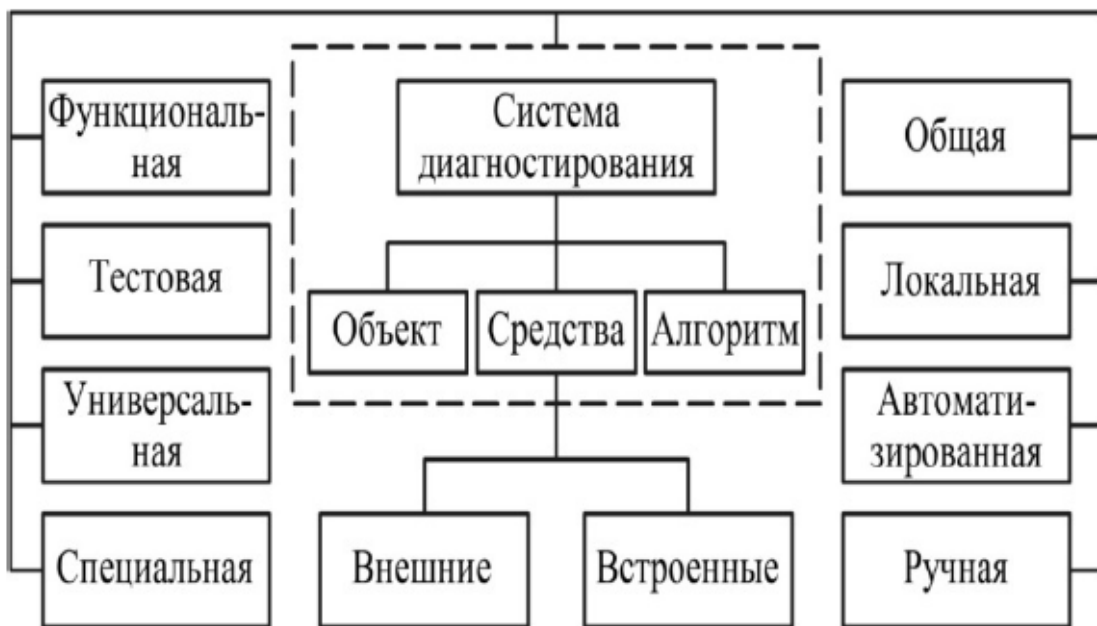 Функциональ-
ная
Система
диагностирования
Общая
Тестовая
Локальная
Объект
Средства
Алгоритм
Универсаль-
ная
Автомати-
зированная
Специальная
Внешние
Встроенные
Ручная